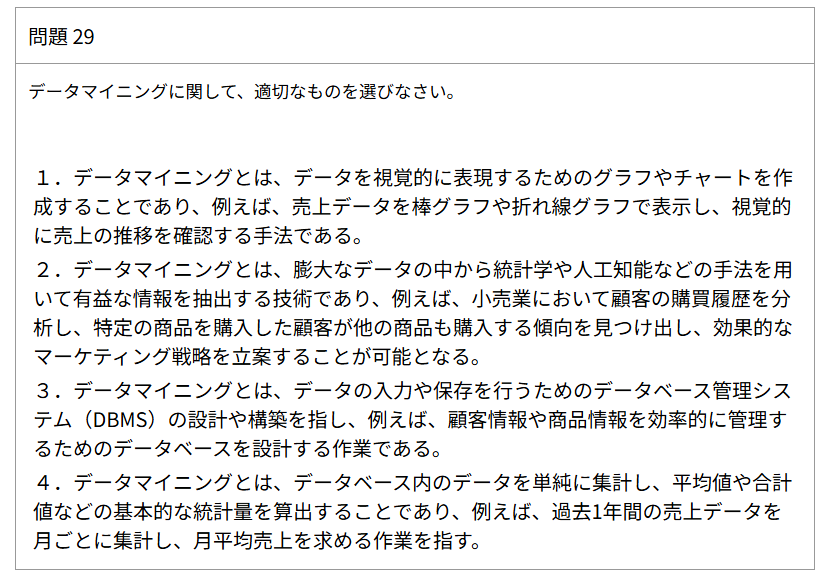 問題 29
データマイニングに関して、適切なものを選びなさい。
１．データマイニングとは、データを視覚的に表現するためのグラフやチャートを作
成することであり、例えば、売上データを棒グラフや折れ線グラフで表示し、視覚的
に売上の推移を確認する手法である。
２．データマイニングとは、膨大なデータの中から統計学や人工知能などの手法を用
いて有益な情報を抽出する技術であり、例えば、小売業において顧客の購買履歴を分
析し、特定の商品を購入した顧客が他の商品も購入する傾向を見つけ出し、効果的な
マーケティング戦略を立案することが可能となる。
３．データマイニングとは、データの入力や保存を行うためのデータベース管理シス
テム（DBMS）の設計や構築を指し、例えば、顧客情報や商品情報を効率的に管理す
るためのデータベースを設計する作業である。
４．データマイニングとは、データベース内のデータを単純に集計し、平均値や合計
値などの基本的な統計量を算出することであり、例えば、過去1年間の売上データを
月ごとに集計し、月平均売上を求める作業を指す。